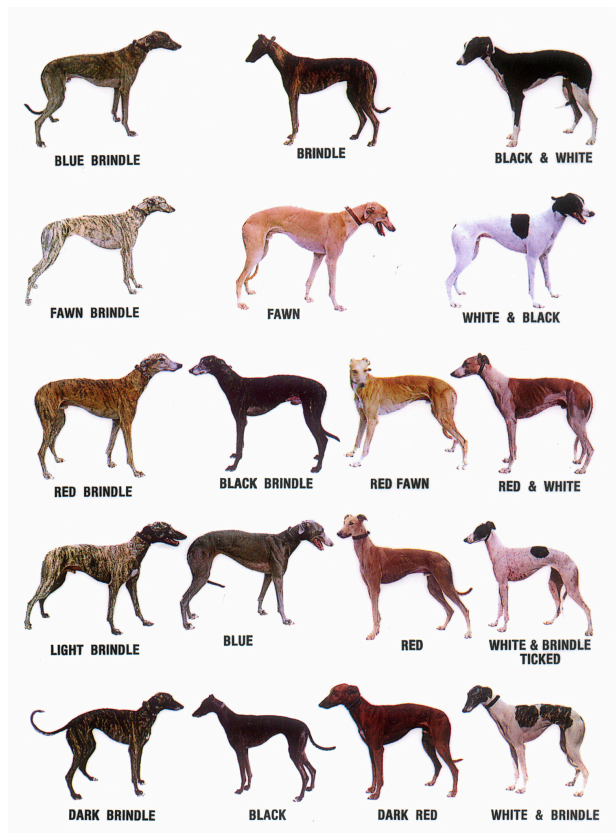 BLUE BRINDLE
BRINDLE
BLACK & WHITE
FAWN BRINDLE
FAWN
WHITE & BLACK
RED BRINDLE
BLACK BRINDLE
RED FAWN
RED & WHITE
LIGHT BRINDLE
BLUE
RED
WHITE & BRINDLE
TICKED
DARK BRINDLE
BLACK
DARK RED
WHITE & BRINDLE